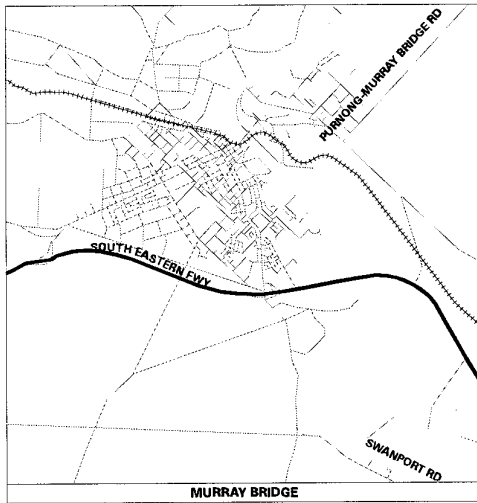 PURNONG-MURRAY BRIDGE RD
SOUTH EASTERN FWY
SWANPORT RD
MURRAY BRIDGE